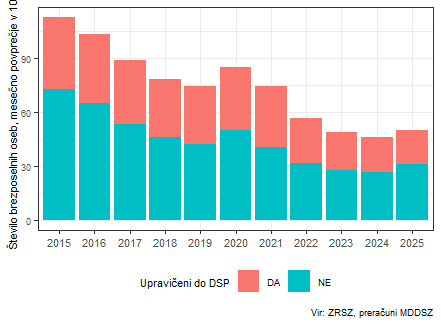 Število brezposelnih oseb, mesečno povprečje v 10
90
60
30
0
2015 2016 2017 2018 2019 2020 2021 2022 2023 2024 2025
Upravičeni do DSP DA NE
Vir: ZRSZ, preračuni MDDSZ